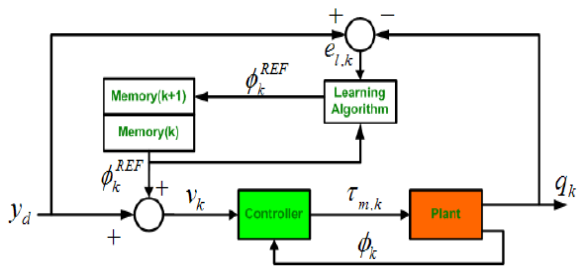 + −
+
e_{l,k}
ϕ_k^{REF}
Memory(k+1)
Learning
Algorithm
Memory(k)
ϕ_k^{REF}
+
y_d
v_k
Controller
τ_{m,k}
Plant
q_k
+
ϕ_k